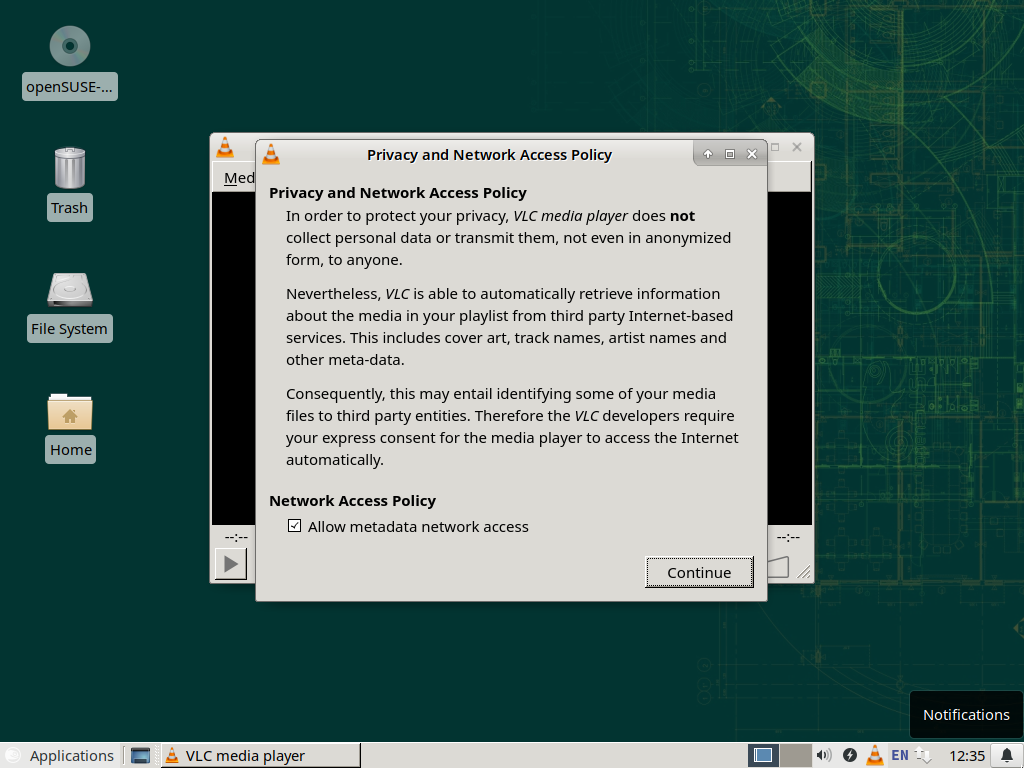 openSUSE-...
Trash
File System
Home
Med
Privacy and Network Access Policy
Privacy and Network Access Policy
In order to protect your privacy, VLC media player does not
collect personal data or transmit them, not even in anonymized
form, to anyone.
Nevertheless, VLC is able to automatically retrieve information
about the media in your playlist from third party Internet-based
services. This includes cover art, track names, artist names and
other meta-data.
Consequently, this may entail identifying some of your media
files to third party entities. Therefore the VLC developers require
your express consent for the media player to access the Internet
automatically.
Network Access Policy
Allow metadata network access
--:-- --:--
Continue
Notifications
Applications VLC media player EN 12:35